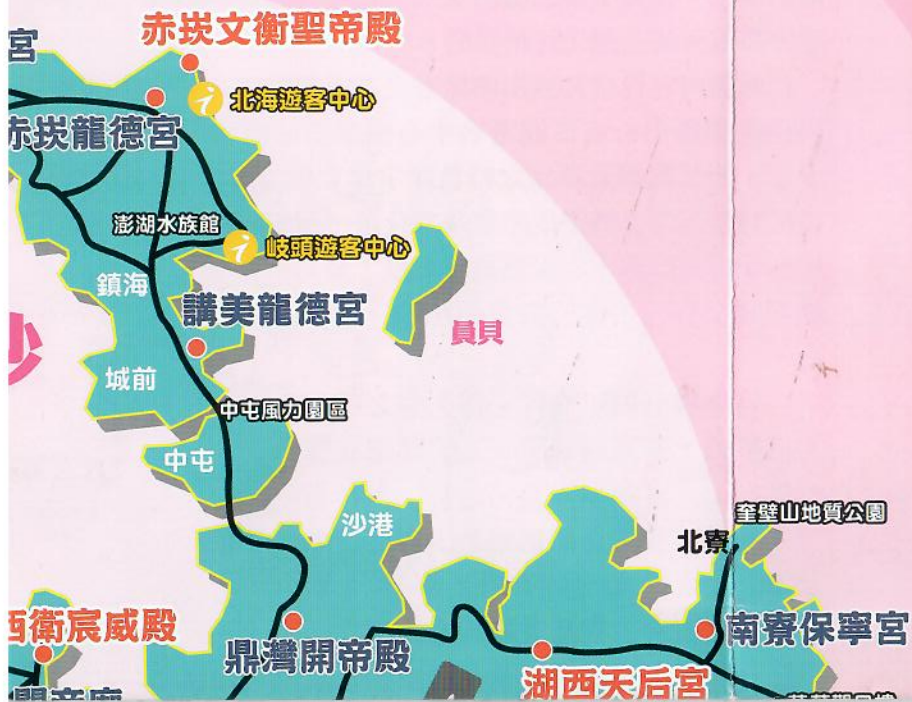 赤崁文衡聖帝殿
宮
北海遊客中心
赤崁龍德宮
澎湖水族館
岐頭遊客中心
鎮海
講美龍德宮
員貝
城前
中屯風力園區
中屯
沙港
奎壁山地質公園
北寮
西衛宸威殿
南寮保寧宮
鼎灣開帝殿
湖西天后宮